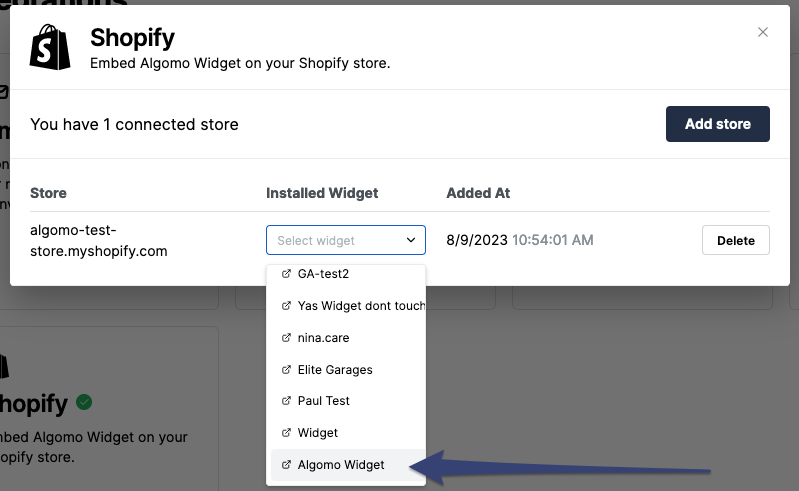 Shopify
Embed Algomo Widget on your Shopify store.
You have 1 connected store
Add store
Store
Installed Widget
Added At
algomo-test-
store.myshopify.com
Select widget
8/9/2023 10:54:01 AM
Delete
GA-test2
Yas Widget dont touch
nina.care
Elite Garages
Paul Test
Widget
Algomo Widget
hopify
nbed Algomo Widget on your
opify store.